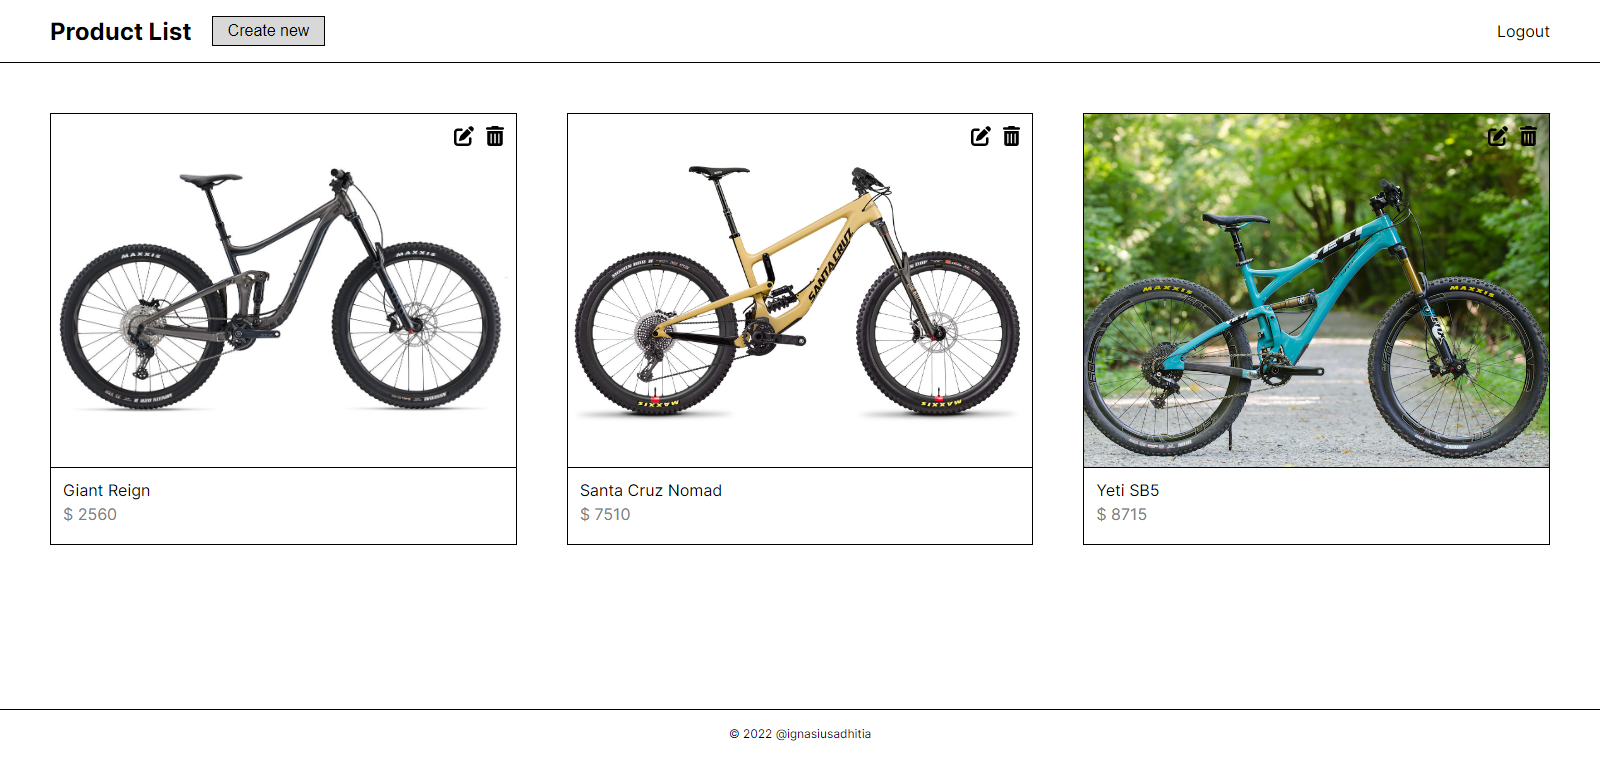 Product List
Create new
Logout
MAXXIS
MAXXIS
SANTA CRUZ
MAXXIS
MAXXIS
YETI
MAXXIS
MAXXIS
Giant Reign
$ 2560
Santa Cruz Nomad
$ 7510
Yeti SB5
$ 8715
© 2022 @ignasiusadhitia